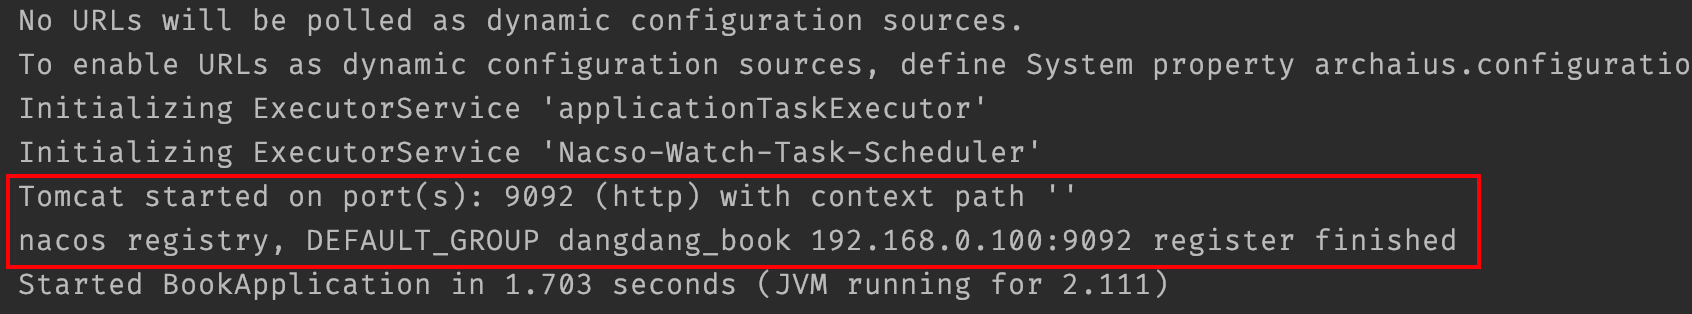 No URLs will be polled as dynamic configuration sources.
To enable URLs as dynamic configuration sources, define System property archaius.configuratio
Initializing ExecutorService 'applicationTaskExecutor'
Initializing ExecutorService 'Nacso-Watch-Task-Scheduler'
Tomcat started on port(s): 9092 (http) with context path ''
nacos registry, DEFAULT_GROUP dangdang_book 192.168.0.100:9092 register finished
Started BookApplication in 1.703 seconds (JVM running for 2.111)